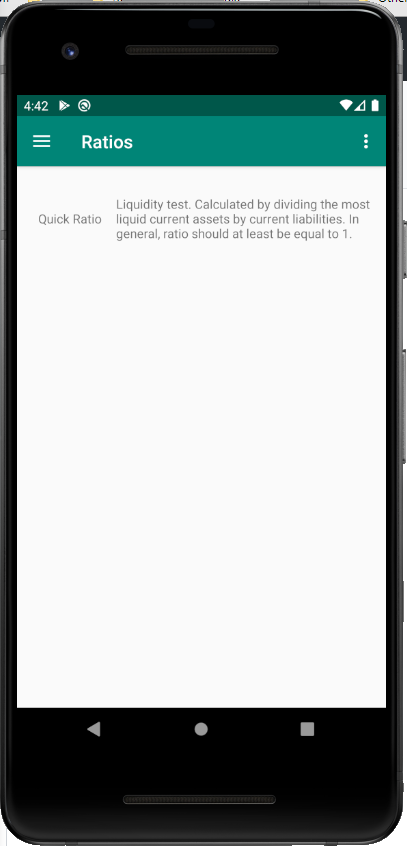 4:42
Ratios
Quick Ratio
Liquidity test. Calculated by dividing the most
liquid current assets by current liabilities. In
general, ratio should at least be equal to 1.